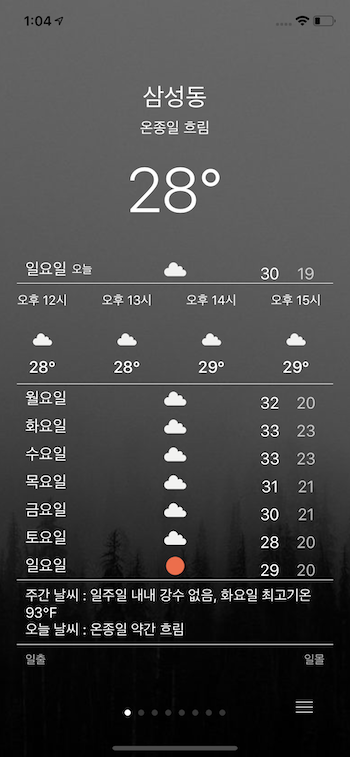 1:04
삼성동
온종일 흐림
28°
일요일 오늘 30 19
오후 12시 오후 13시 오후 14시 오후 15시
28° 28° 29° 29°
월요일 32 20
화요일 33 23
수요일 33 23
목요일 31 21
금요일 30 21
토요일 28 20
일요일 29 20
주간 날씨 : 일주일 내내 강수 없음, 화요일 최고기온
93°F
오늘 날씨 : 온종일 약간 흐림
일출 일몰